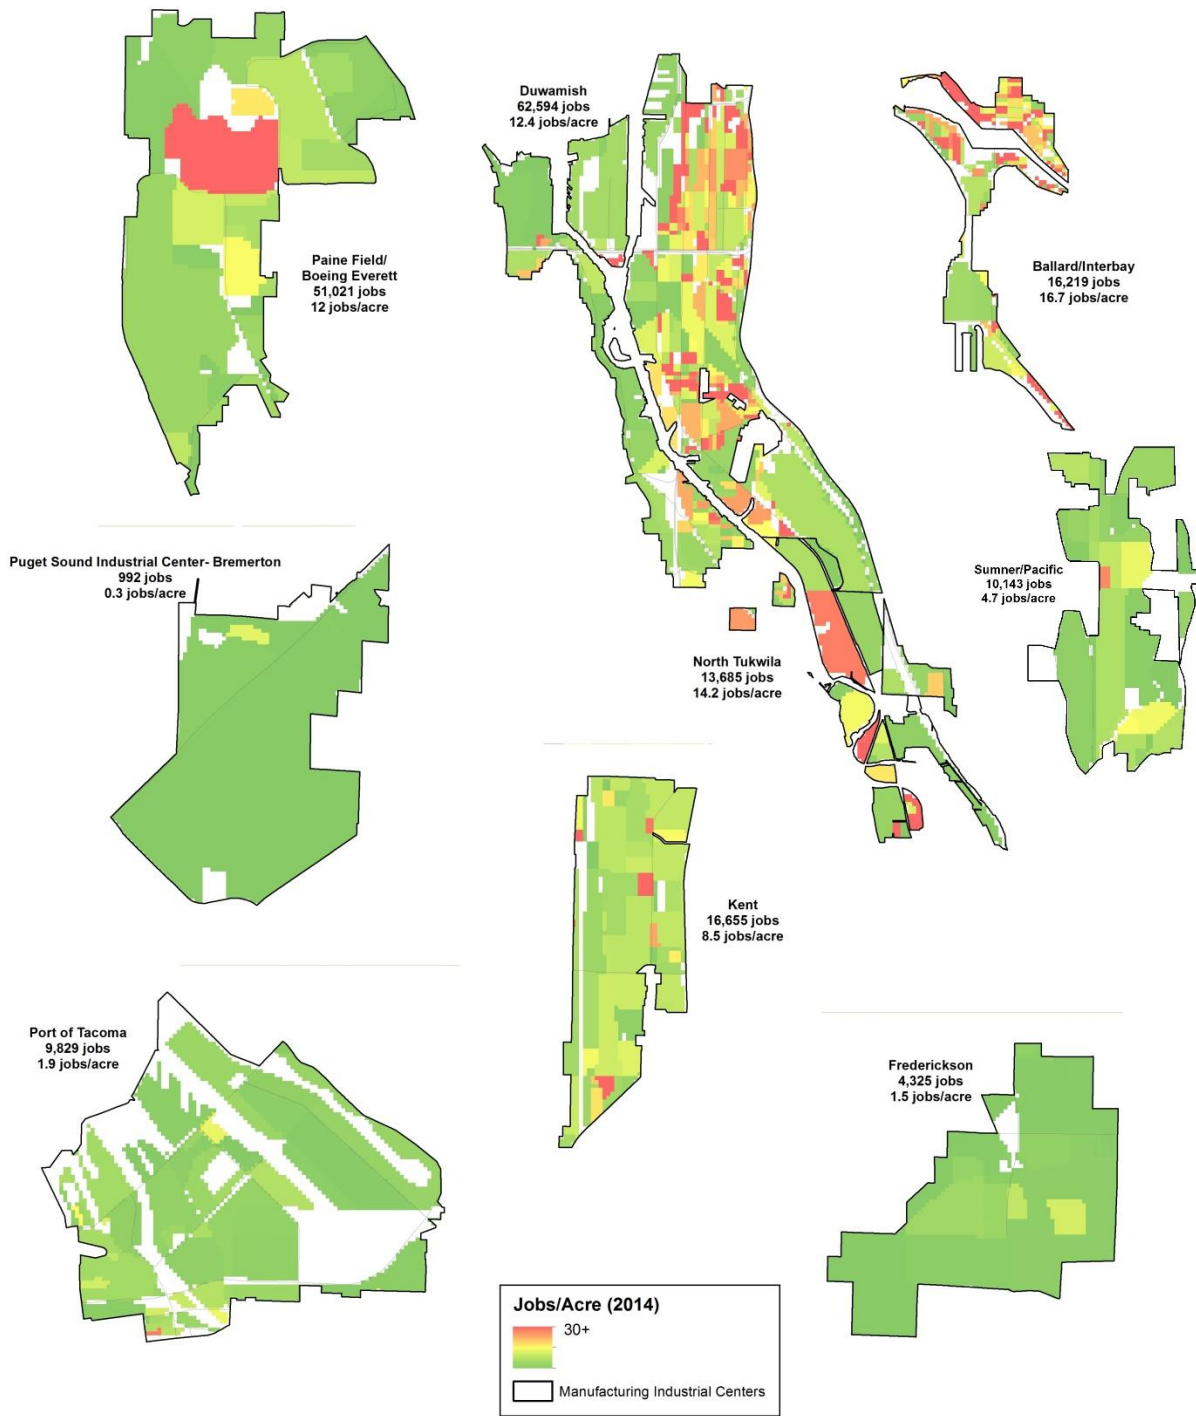 Duwamish
62,594 jobs
12.4 jobs/acre
Paine Field/
Boeing Everett
51,021 jobs
12 jobs/acre
Ballard/Interbay
16,219 jobs
16.7 jobs/acre
Puget Sound Industrial Center- Bremerton
992 jobs
0.3 jobs/acre
Sumner/Pacific
10,143 jobs
4.7 jobs/acre
North Tukwila
13,685 jobs
14.2 jobs/acre
Kent
16,655 jobs
8.5 jobs/acre
Port of Tacoma
9,829 jobs
1.9 jobs/acre
Frederickson
4,325 jobs
1.5 jobs/acre
Jobs/Acre (2014)
30+
Manufacturing Industrial Centers